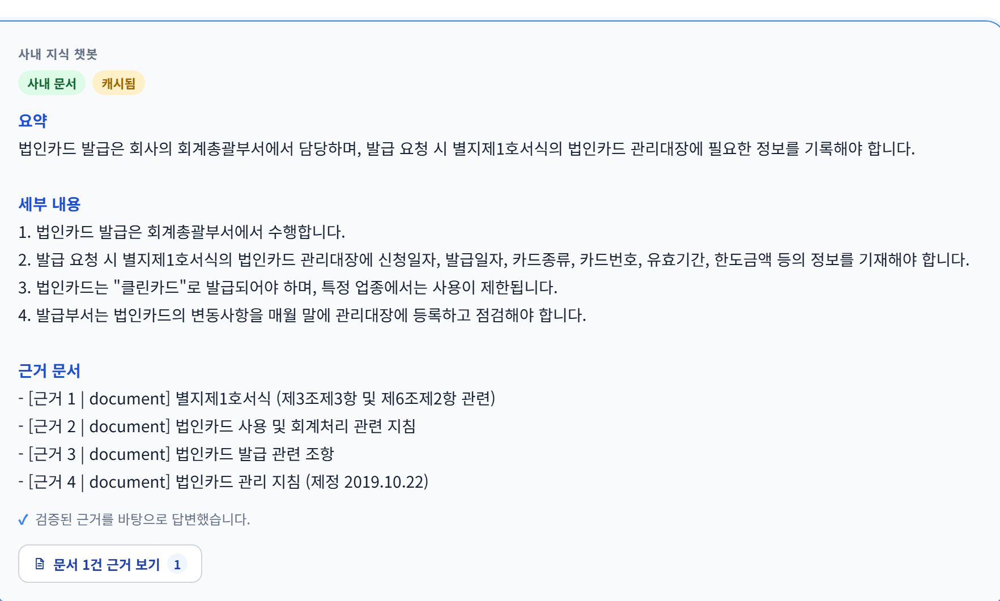 사내 지식 챗봇
사내 문서 캐시됨
요약
법인카드 발급은 회사의 회계총괄부서에서 담당하며, 발급 요청 시 별지제1호서식의 법인카드 관리대장에 필요한 정보를 기록해야 합니다.
세부 내용
1. 법인카드 발급은 회계총괄부서에서 수행합니다.
2. 발급 요청 시 별지제1호서식의 법인카드 관리대장에 신청일자, 발급일자, 카드종류, 카드번호, 유효기간, 한도금액 등의 정보를 기재해야 합니다.
3. 법인카드는 "클린카드"로 발급되어야 하며, 특정 업종에서는 사용이 제한됩니다.
4. 발급부서는 법인카드의 변동사항을 매월 말에 관리대장에 등록하고 점검해야 합니다.
근거 문서
- [근거 1 | document] 별지제1호서식 (제3조제3항 및 제6조제2항 관련)
- [근거 2 | document] 법인카드 사용 및 회계처리 관련 지침
- [근거 3 | document] 법인카드 발급 관련 조항
- [근거 4 | document] 법인카드 관리 지침 (제정 2019.10.22)
✓ 검증된 근거를 바탕으로 답변했습니다.
문서 1건 근거 보기 1